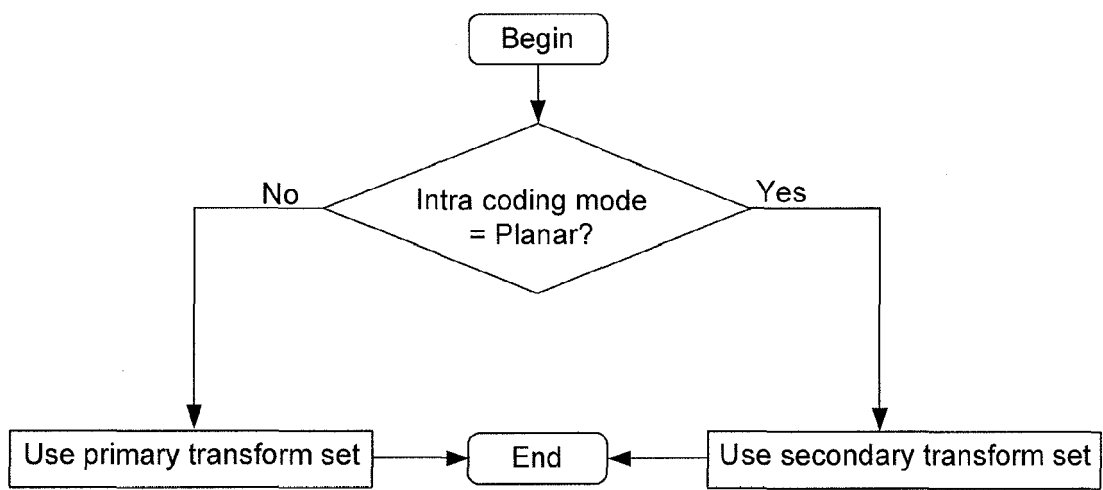 Begin
No
Yes
Intra coding mode
= Planar?
Use primary transform set
End
Use secondary transform set